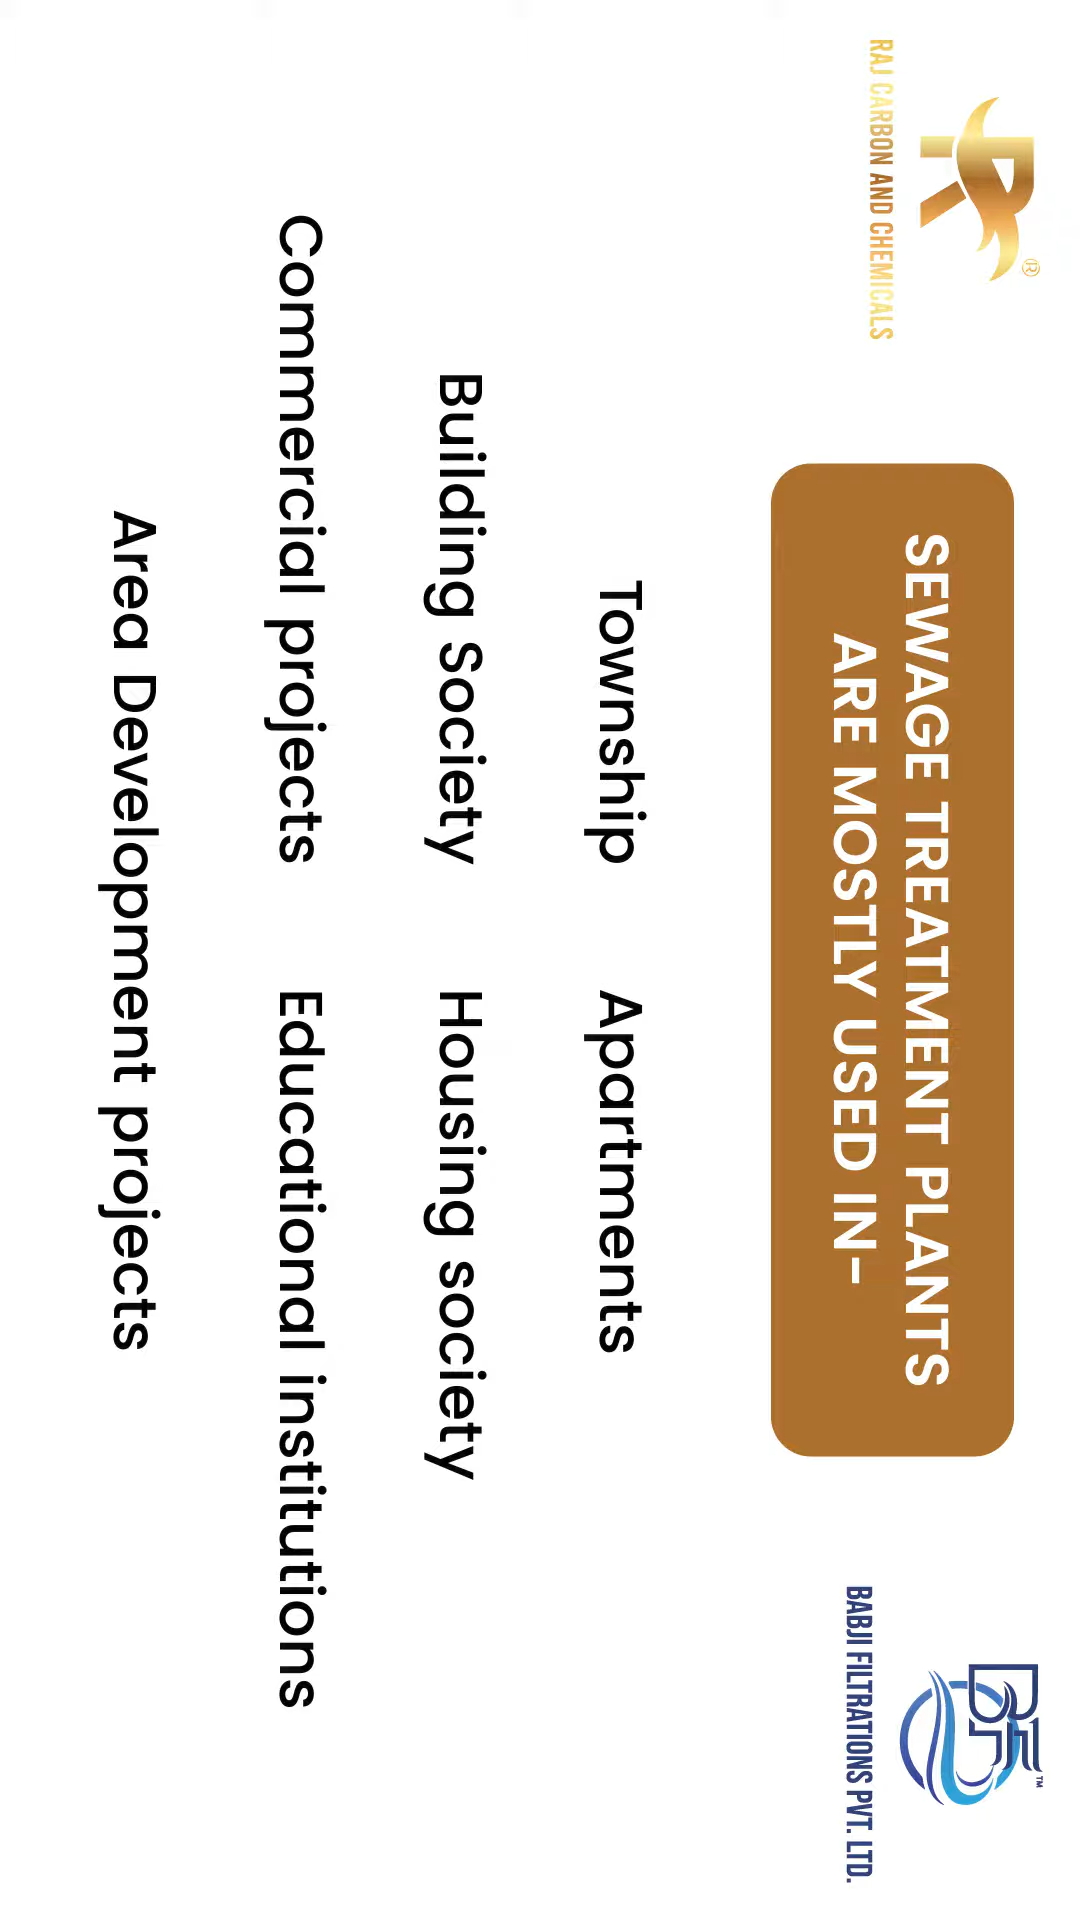 RAJ CARBON AND CHEMICALS
R®
SEWAGE TREATMENT PLANTS
ARE MOSTLY USED IN-
BF™
BABJI FILTRATIONS PVT. LTD.
Township Apartments
Building Society Housing society
Commercial projects Educational institutions
Area Development projects